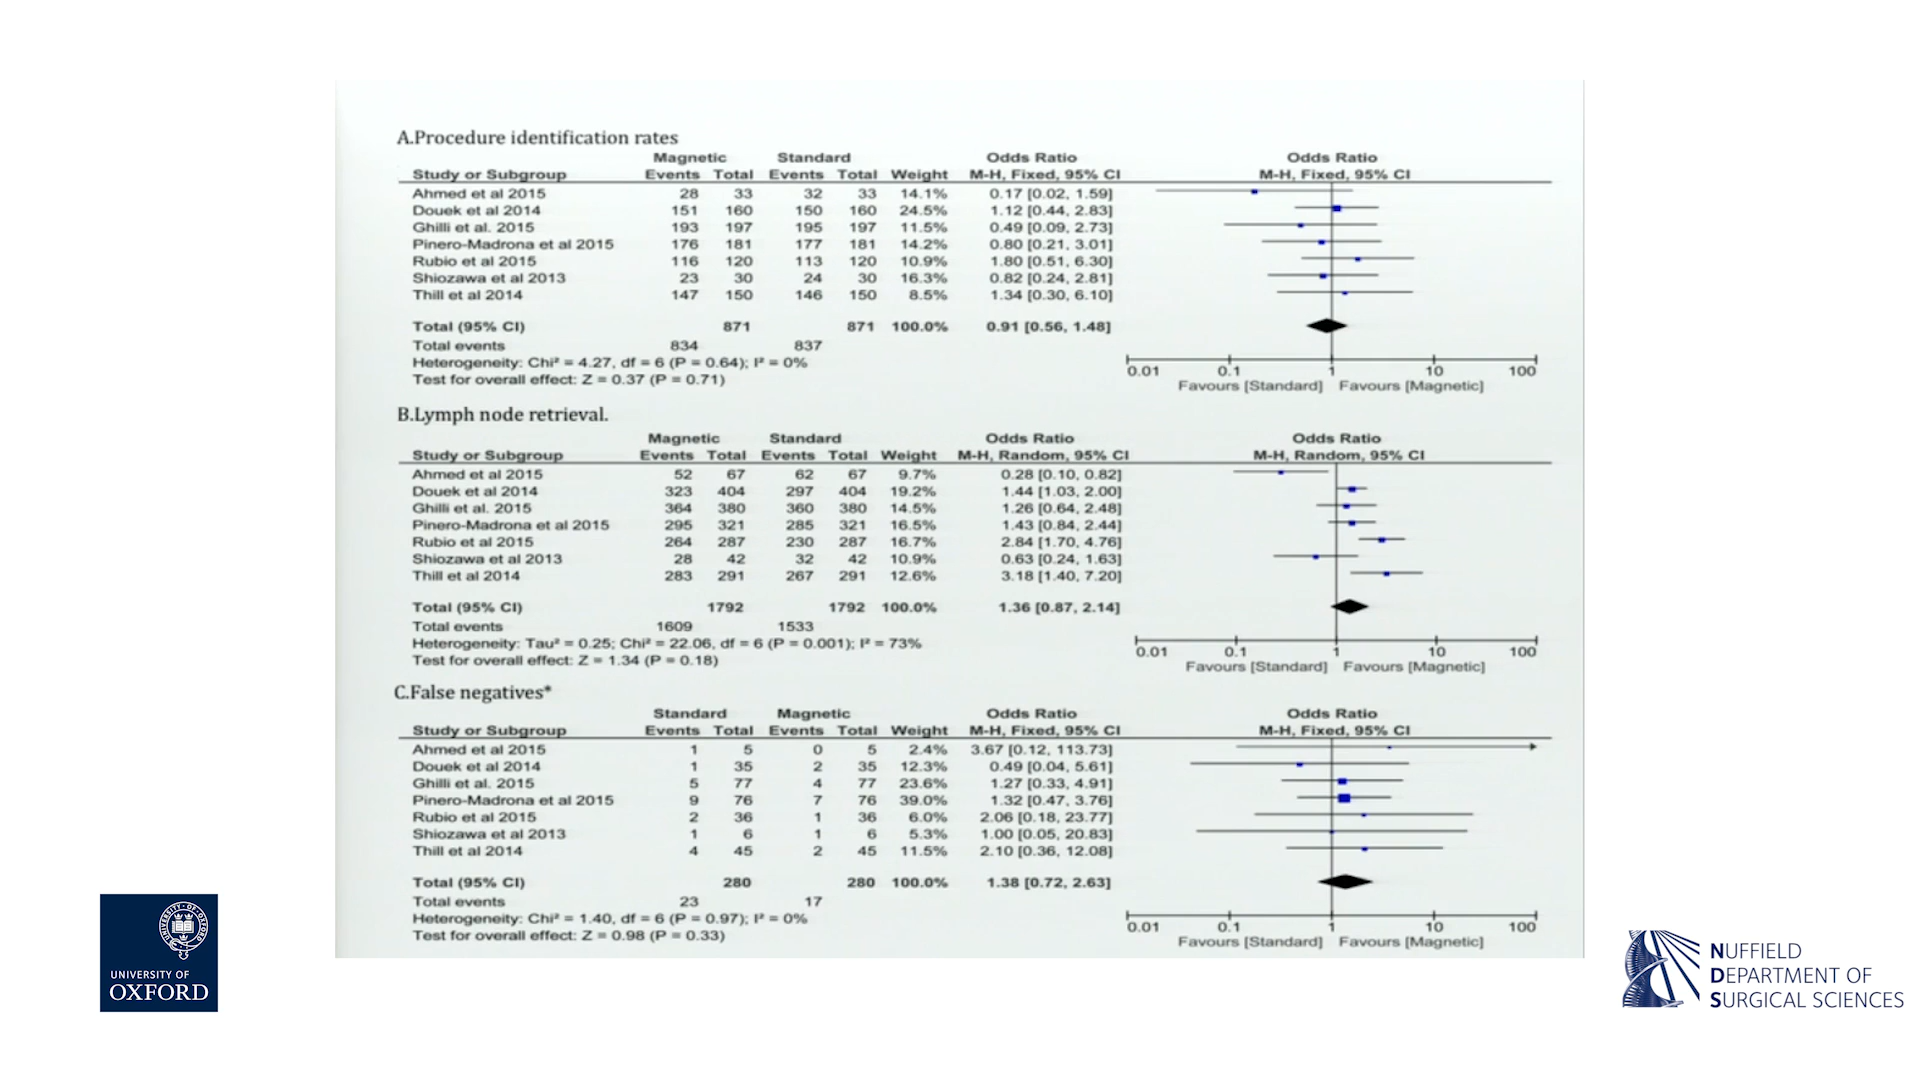 A.Procedure identification rates
Magnetic Standard Odds Ratio Odds Ratio
Study or Subgroup Events Total Events Total Weight M-H, Fixed, 95% CI M-H, Fixed, 95% CI
Ahmed et al 2015 28 33 32 33 14.1% 0.17 [0.02, 1.59]
Douek et al 2014 151 160 150 160 24.5% 1.12 [0.44, 2.83]
Ghilli et al. 2015 193 197 195 197 11.5% 0.49 [0.09, 2.73]
Pinero-Madrona et al 2015 176 181 177 181 14.2% 0.80 [0.21, 3.01]
Rubio et al 2015 116 120 113 120 10.9% 1.80 [0.51, 6.30]
Shiozawa et al 2013 23 30 24 30 16.3% 0.82 [0.24, 2.81]
Thill et al 2014 147 150 146 150 8.5% 1.34 [0.30, 6.10]
Total (95% CI) 871 871 100.0% 0.91 [0.56, 1.48]
Total events 834 837
Heterogeneity: Chi² = 4.27, df = 6 (P = 0.64); I² = 0%
Test for overall effect: Z = 0.37 (P = 0.71)
0.01 0.1 1 10 100
Favours [Standard] Favours [Magnetic]
B.Lymph node retrieval.
Magnetic Standard Odds Ratio Odds Ratio
Study or Subgroup Events Total Events Total Weight M-H, Random, 95% CI M-H, Random, 95% CI
Ahmed et al 2015 52 67 62 67 9.7% 0.28 [0.10, 0.82]
Douek et al 2014 323 404 297 404 19.2% 1.44 [1.03, 2.00]
Ghilli et al. 2015 364 380 360 380 14.5% 1.26 [0.64, 2.48]
Pinero-Madrona et al 2015 295 321 285 321 16.5% 1.43 [0.84, 2.44]
Rubio et al 2015 264 287 230 287 16.7% 2.84 [1.70, 4.76]
Shiozawa et al 2013 28 42 32 42 10.9% 0.63 [0.24, 1.63]
Thill et al 2014 283 291 267 291 12.6% 3.18 [1.40, 7.20]
Total (95% CI) 1792 1792 100.0% 1.36 [0.87, 2.14]
Total events 1609 1533
Heterogeneity: Tau² = 0.25; Chi² = 22.06, df = 6 (P = 0.001); I² = 73%
Test for overall effect: Z = 1.34 (P = 0.18)
0.01 0.1 1 10 100
Favours [Standard] Favours [Magnetic]
C.False negatives*
Standard Magnetic Odds Ratio Odds Ratio
Study or Subgroup Events Total Events Total Weight M-H, Fixed, 95% CI M-H, Fixed, 95% CI
Ahmed et al 2015 1 5 0 5 2.4% 3.67 [0.12, 113.73]
Douek et al 2014 1 35 2 35 12.3% 0.49 [0.04, 5.61]
Ghilli et al. 2015 5 77 4 77 23.6% 1.27 [0.33, 4.91]
Pinero-Madrona et al 2015 9 76 7 76 39.0% 1.32 [0.47, 3.76]
Rubio et al 2015 2 36 1 36 6.0% 2.06 [0.18, 23.77]
Shiozawa et al 2013 1 6 1 6 5.3% 1.00 [0.05, 20.83]
Thill et al 2014 4 45 2 45 11.5% 2.10 [0.36, 12.08]
Total (95% CI) 280 280 100.0% 1.38 [0.72, 2.63]
Total events 23 17
Heterogeneity: Chi² = 1.40, df = 6 (P = 0.97); I² = 0%
Test for overall effect: Z = 0.98 (P = 0.33)
0.01 0.1 1 10 100
Favours [Standard] Favours [Magnetic]
UNIVERSITY OF
OXFORD
NUFFIELD
DEPARTMENT OF
SURGICAL SCIENCES